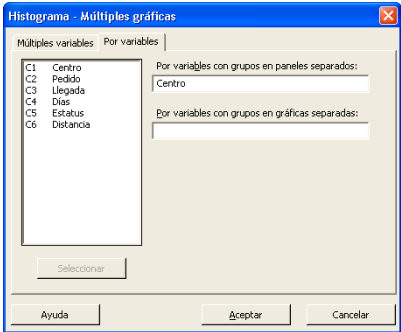 Histograma - Múltiples gráficas
Múltiples variables Por variables
C1 Centro
C2 Pedido
C3 Llegada
C4 Días
C5 Estatus
C6 Distancia
Por variables con grupos en paneles separados:
Centro
Por variables con grupos en gráficas separadas:
Seleccionar
Ayuda Aceptar Cancelar